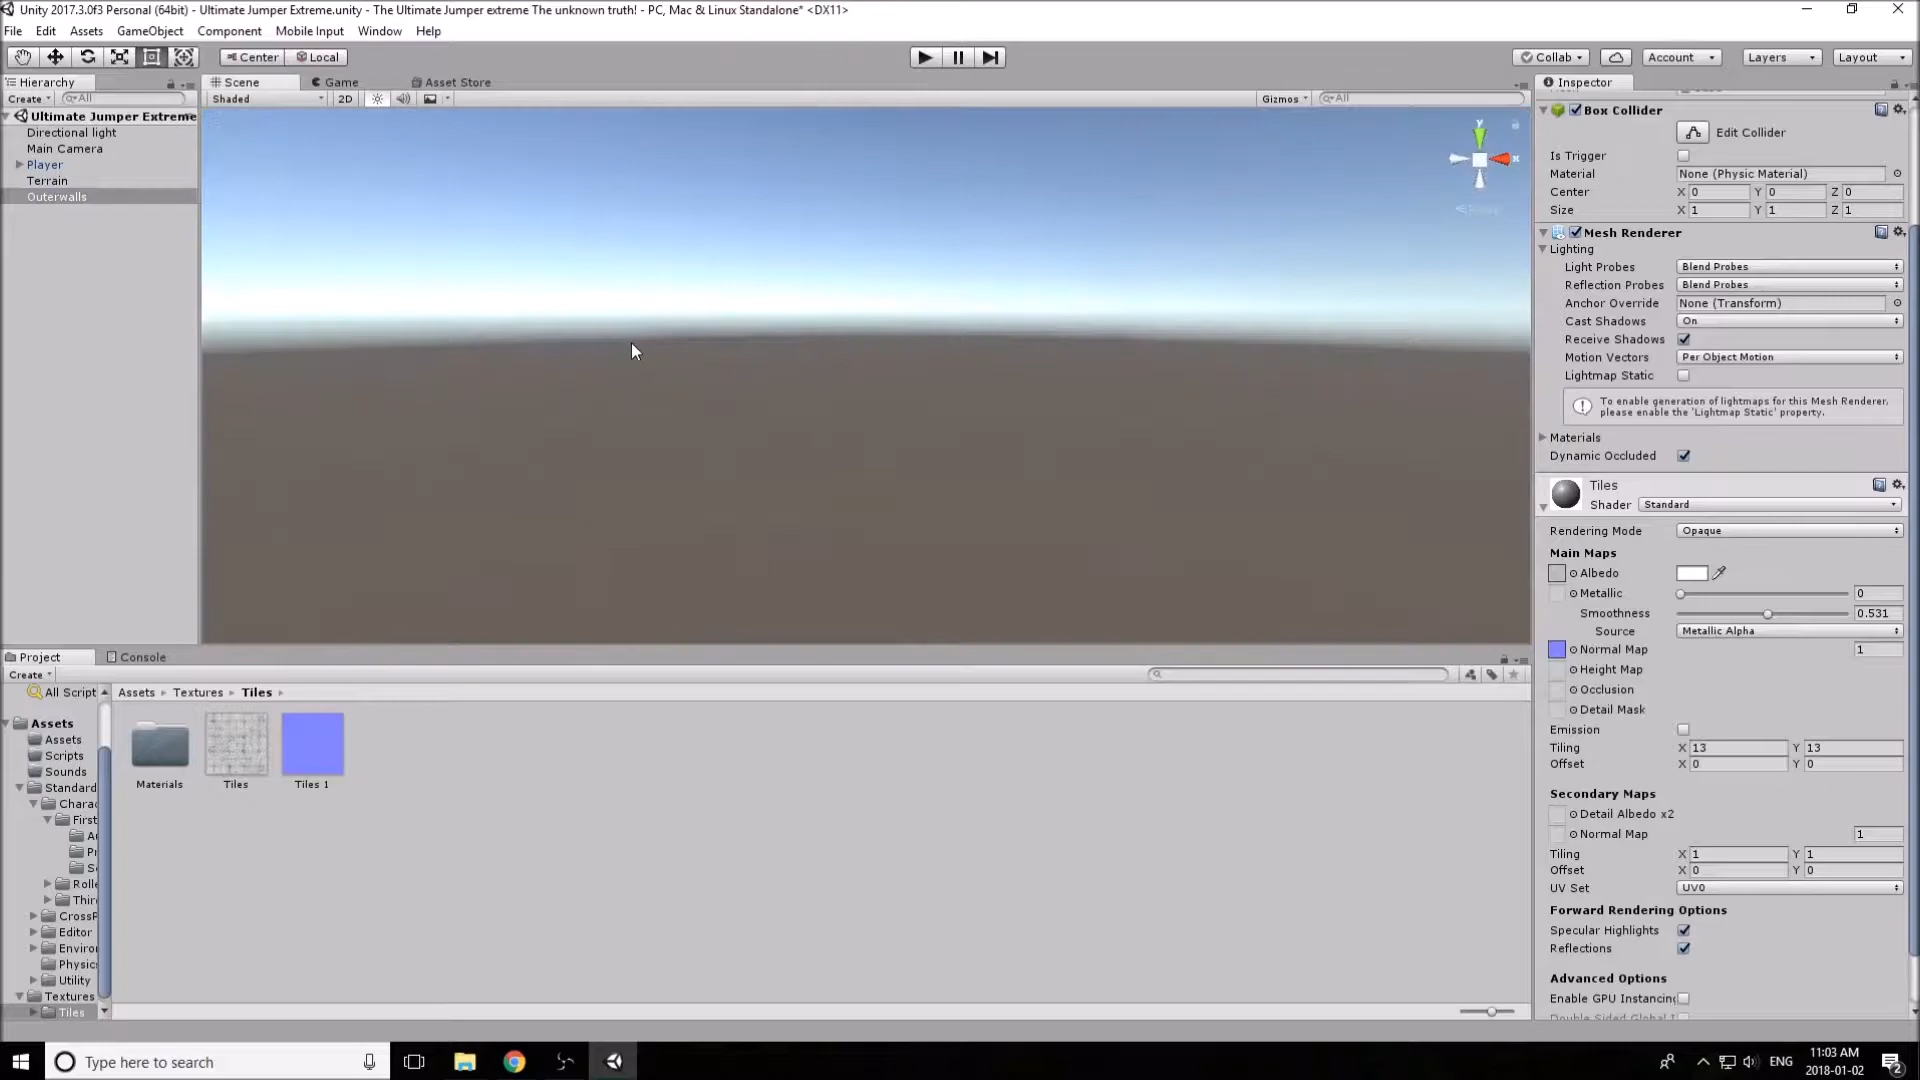 Unity 2017.3.0f3 Personal (64bit) - Ultimate Jumper Extreme.unity - The Ultimate Jumper extreme The unknown truth! - PC, Mac & Linux Standalone* <DX11>
File Edit Assets GameObject Component Mobile Input Window Help
Center Local Collab Account Layers Layout
Hierarchy Scene Game Asset Store Inspector
Create All Shaded 2D Gizmos All
Ultimate Jumper Extreme
Directional light
Main Camera
Player
Terrain
Outerwalls
y
x
Box Collider
Edit Collider
Is Trigger
Material None (Physic Material)
Center X 0 Y 0 Z 0
Size X 1 Y 1 Z 1
Mesh Renderer
Lighting
Light Probes Blend Probes
Reflection Probes Blend Probes
Anchor Override None (Transform)
Cast Shadows On
Receive Shadows
Motion Vectors Per Object Motion
Lightmap Static
To enable generation of lightmaps for this Mesh Renderer, please enable the 'Lightmap Static' property.
Materials
Dynamic Occluded
Tiles
Shader Standard
Rendering Mode Opaque
Main Maps
Albedo
Metallic 0
Smoothness 0.531
Source Metallic Alpha
Normal Map 1
Height Map
Occlusion
Detail Mask
Emission
Tiling X 13 Y 13
Offset X 0 Y 0
Secondary Maps
Detail Albedo x2
Normal Map 1
Tiling X 1 Y 1
Offset X 0 Y 0
UV Set UV0
Forward Rendering Options
Specular Highlights
Reflections
Advanced Options
Enable GPU Instancing
Project Console
Create
All Script
Assets
Assets
Scripts
Sounds
Standard
Charac
First
A
Pr
Sc
Rolle
Third
CrossP
Editor
Enviro
Physics
Utility
Textures
Tiles
Assets Textures Tiles
Materials Tiles Tiles 1
Type here to search
ENG 11:03 AM
2018-01-02
2